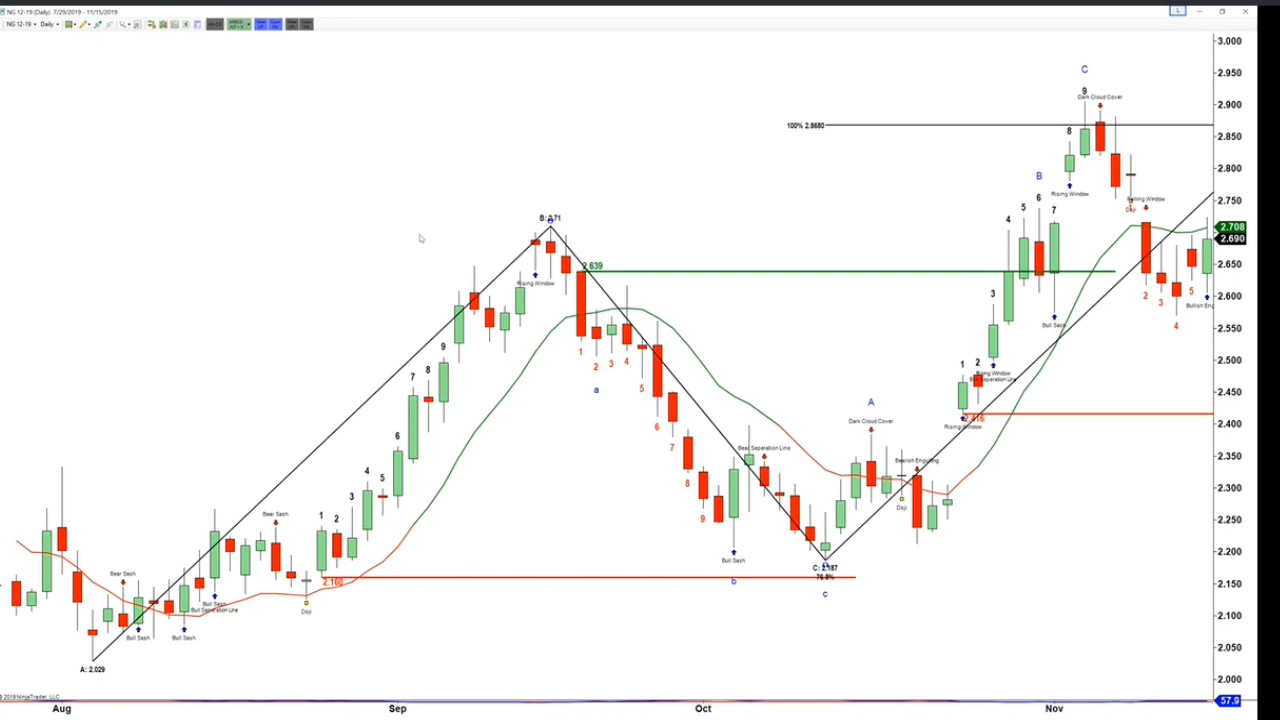 NG 12-19 (Daily) 7/29/2019 - 11/15/2019
NG 12-19 Daily
L
3.000
2.950
2.900
2.850
2.800
2.750
2.708
2.690
2.650
2.600
2.550
2.500
2.450
2.400
2.350
2.300
2.250
2.200
2.150
2.100
2.050
2.000
57.9
C
9
Dark Cloud Cover
100% 2.8680
8
Rising Window
B
6
5
7
4
Falling Window
Doji
B: 2.71
2.639
Rising Window
3
Bull Sash
2 3 4 5
Bullish Eng
1 2
Rising Window
Bull Seperation Line
2.416
Rising Window
9
8
7
6
4
5
3
1
2
1 2 3 4 5
a
6
7
8
9
Bear Seperation Line
A
Dark Cloud Cover
Bearish Engulfing
Doji
Bear Sash
Bear Sash
Bull Sash
b
2.160
C: 2.187
76.8%
c
Doji
Bull Sash
Bull Seperation Line
Bull Sash
Bull Sash
A: 2.029
© 2019 NinjaTrader, LLC
Aug
Sep
Oct
Nov